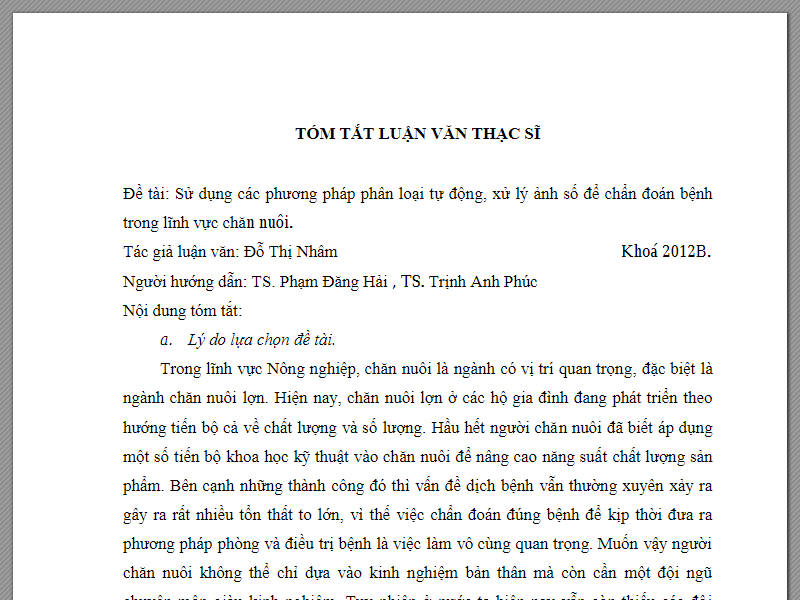 TÓM TẮT LUẬN VĂN THẠC SĨ
Đề tài: Sử dụng các phương pháp phân loại tự động, xử lý ảnh số để chẩn đoán bệnh
trong lĩnh vực chăn nuôi.
Tác giả luận văn: Đỗ Thị Nhâm Khoá 2012B.
Người hướng dẫn: TS. Phạm Đăng Hải , TS. Trịnh Anh Phúc
Nội dung tóm tắt:
a. Lý do lựa chọn đề tài.
Trong lĩnh vực Nông nghiệp, chăn nuôi là ngành có vị trí quan trọng, đặc biệt là
ngành chăn nuôi lợn. Hiện nay, chăn nuôi lợn ở các hộ gia đình đang phát triển theo
hướng tiến bộ cả về chất lượng và số lượng. Hầu hết người chăn nuôi đã biết áp dụng
một số tiến bộ khoa học kỹ thuật vào chăn nuôi để nâng cao năng suất chất lượng sản
phẩm. Bên cạnh những thành công đó thì vấn đề dịch bệnh vẫn thường xuyên xảy ra
gây ra rất nhiều tổn thất to lớn, vì thế việc chẩn đoán đúng bệnh để kịp thời đưa ra
phương pháp phòng và điều trị bệnh là việc làm vô cùng quan trọng. Muốn vậy người
chăn nuôi không thể chỉ dựa vào kinh nghiệm bản thân mà còn cần một đội ngũ